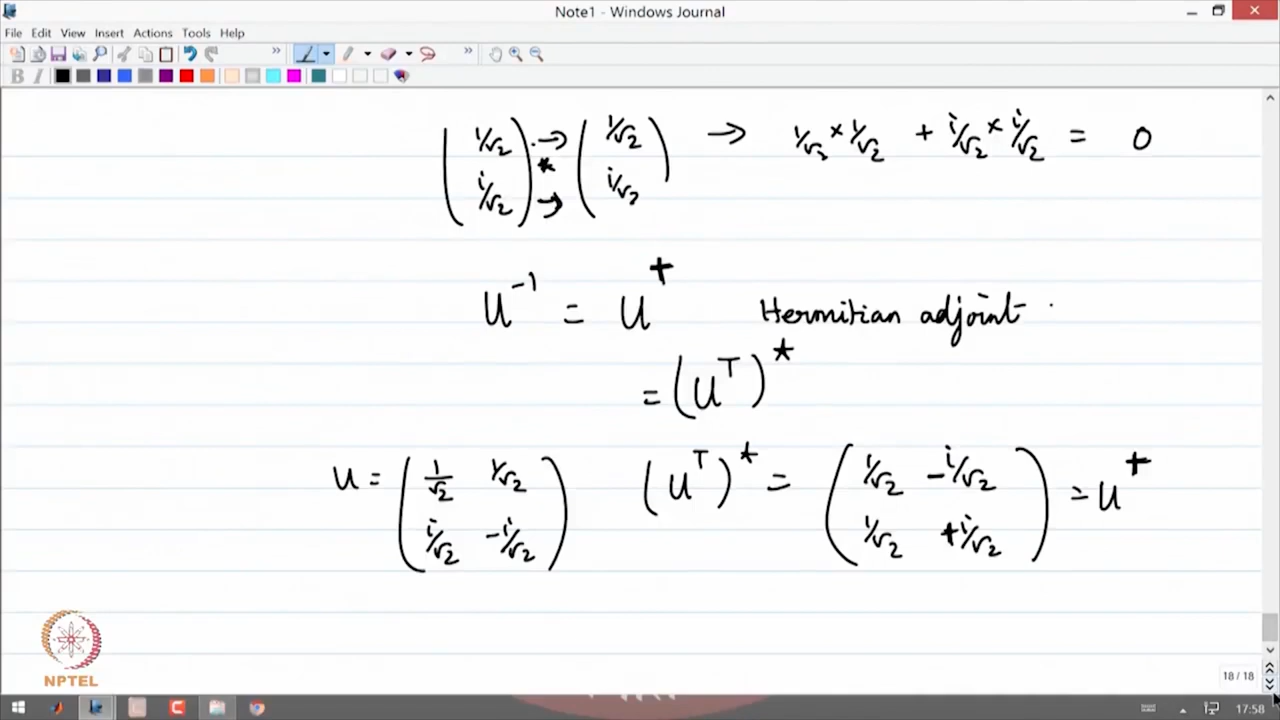 Note1 - Windows Journal
File Edit View Insert Actions Tools Help
(1/√2 i/√2) → * → (1/√2 i/√2) → 1/√2 × 1/√2 + i/√2 × i/√2 = 0
U⁻¹ = U† Hermitian adjoint
= (Uᵀ)*
U = (1/√2 1/√2
i/√2 -i/√2) (Uᵀ)* = (1/√2 -i/√2
1/√2 +i/√2) = U†
NPTEL
18 / 18
17:58